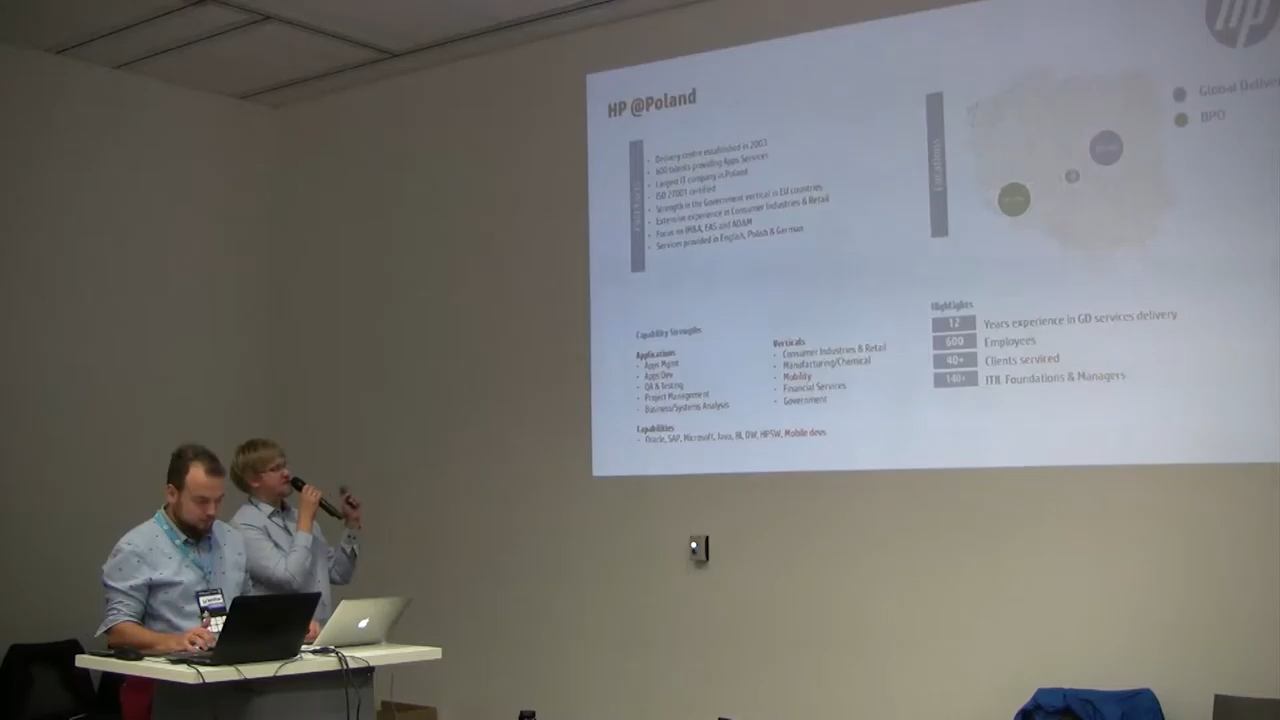 hp
HP @Poland
Delivery centre established in 2003
600 talents providing Apps Services
Largest IT company in Poland
ISO 27001 certified
Strength in the Government vertical in EU countries
Extensive experience in Consumer Industries & Retail
Focus on IM&A, EAS and ADAM
Services provided in English, Polish & German
Locations
Global
BPO
Capability Strengths
Applications
Apps Mgmt
Apps Dev
QA & Testing
Project Management
Business/Systems Analysis
Verticals
Consumer Industries & Retail
Manufacturing/Chemical
Mobility
Financial Services
Government
Capabilities
Oracle, SAP, Microsoft, Java, BI, DW, HPSW, Mobile devs
Highlights
12 Years experience in GD services delivery
600 Employees
40+ Clients serviced
140+ ITIL Foundations & Managers